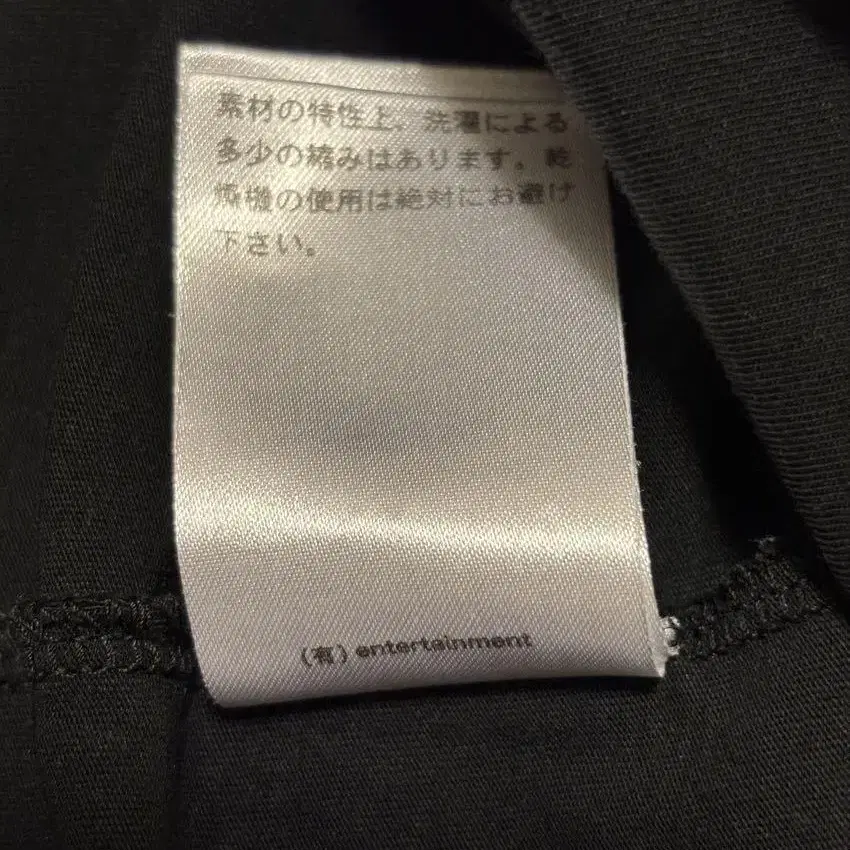 素材の特性上、洗濯による
多少の縮みはあります。乾
燥機の使用は絶対にお避け
下さい。
(有) entertainment